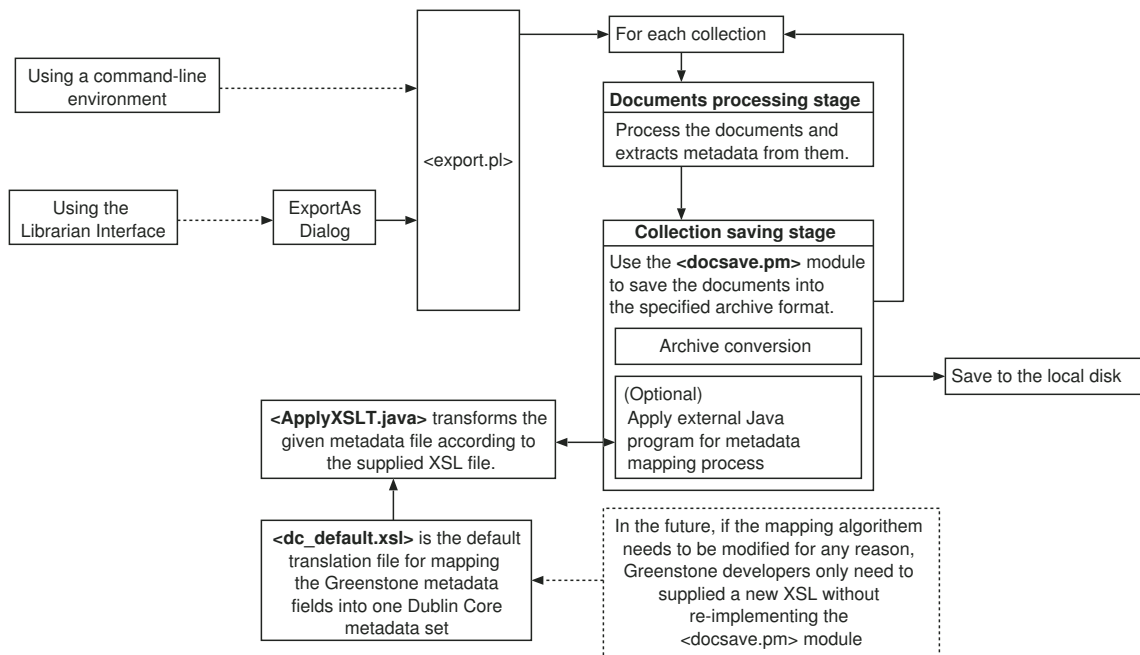 Using a command-line
environment
Using the
Librarian Interface
ExportAs
Dialog
<export.pl>
For each collection
Documents processing stage
Process the documents and
extracts metadata from them.
Collection saving stage
Use the <docsave.pm> module
to save the documents into
the specified archive format.
Archive conversion
(Optional)
Apply external Java
program for metadata
mapping process
Save to the local disk
<ApplyXSLT.java> transforms the
given metadata file according to
the supplied XSL file.
<dc_default.xsl> is the default
translation file for mapping
the Greenstone metadata
fields into one Dublin Core
metadata set
In the future, if the mapping algorithem
needs to be modified for any reason,
Greenstone developers only need to
supplied a new XSL without
re-implementing the
<docsave.pm> module